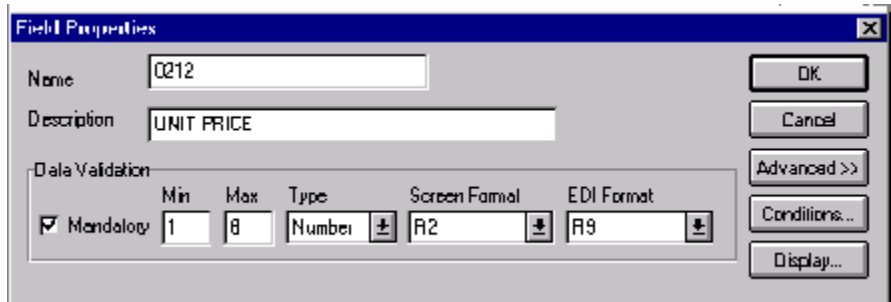 Field Properties
Name 0212 OK
Description UNIT PRICE Cancel
Data Validation Advanced >>
Min Max Type Screen Format EDI Format
Mandatory 1 8 Number R2 R9 Conditions...
Display...